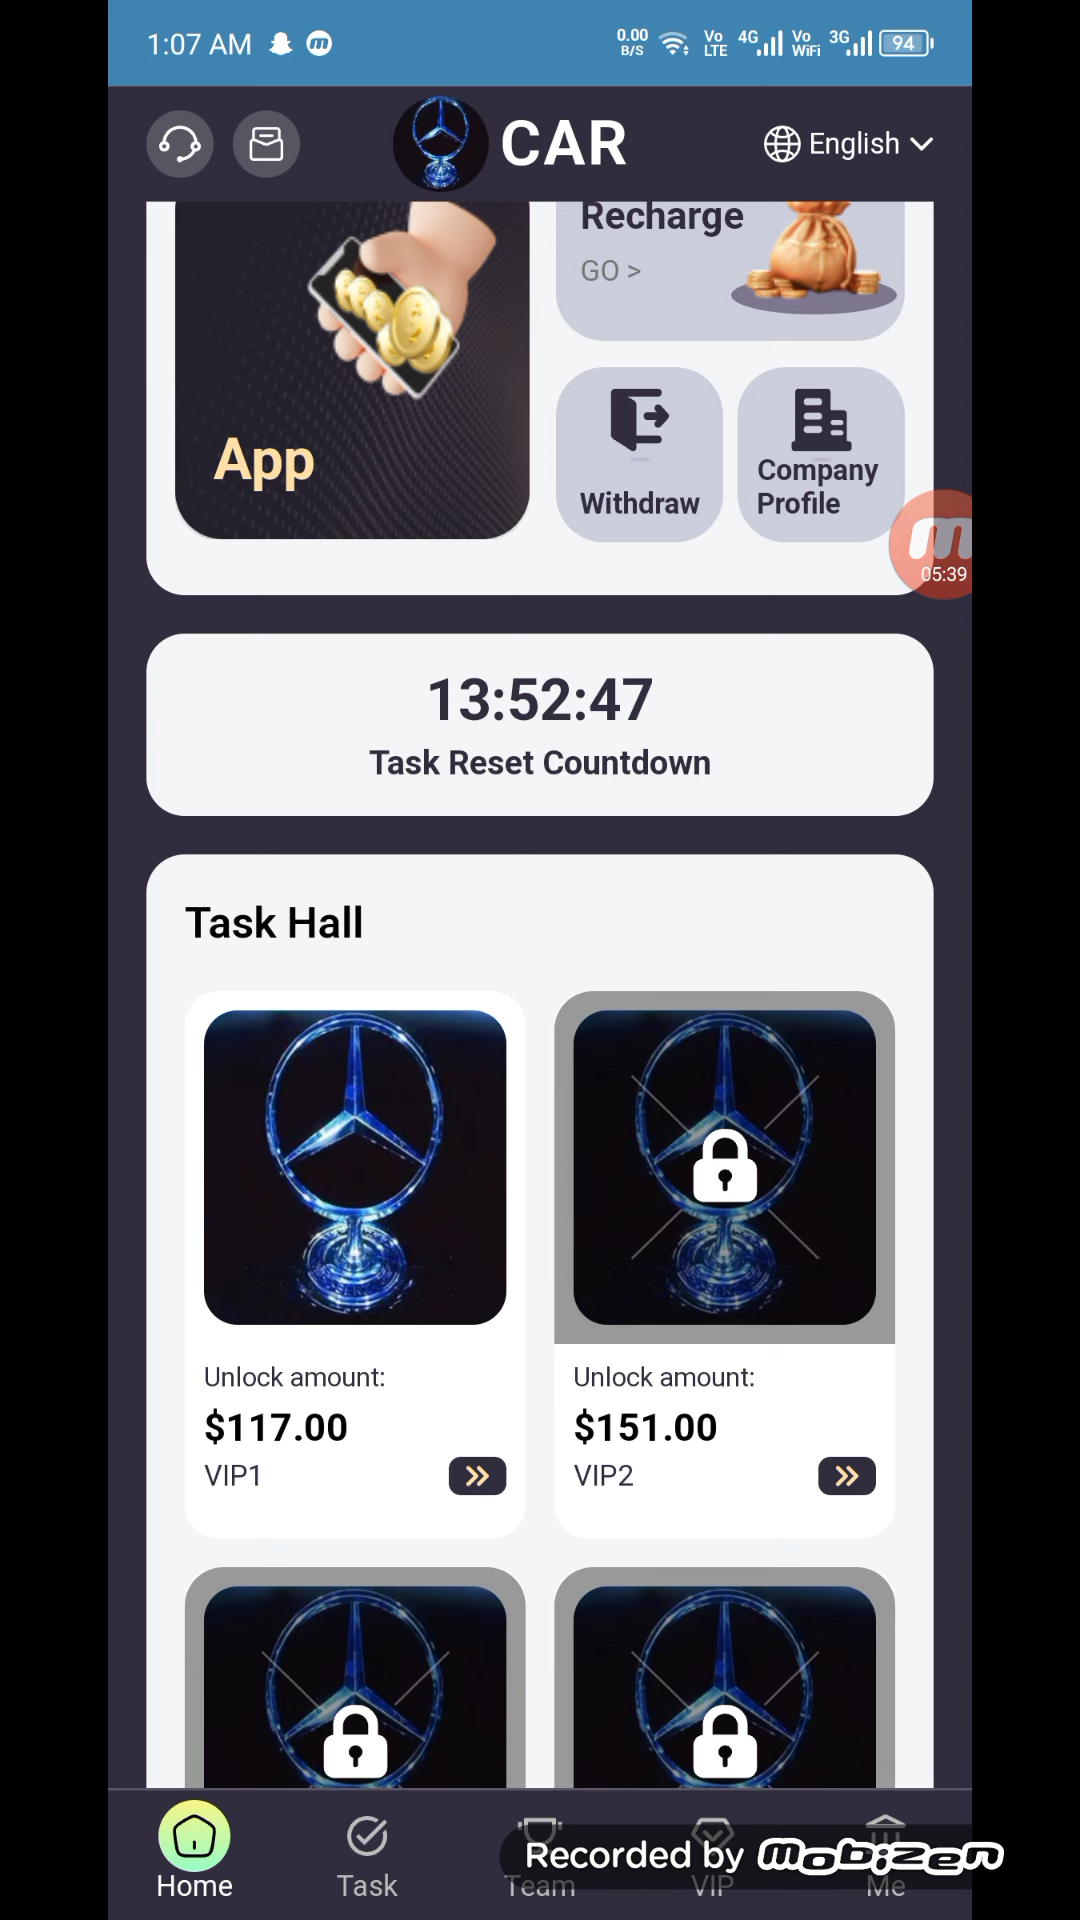 1:07 AM
0.00 B/S
Vo LTE
4G
Vo WiFi
3G
94
CAR
English
Recharge
GO >
App
Withdraw
Company
Profile
05:39
13:52:47
Task Reset Countdown
Task Hall
Unlock amount:
$117.00
VIP1
Unlock amount:
$151.00
VIP2
Home
Task
Team
VIP
Me
Recorded by mobizen